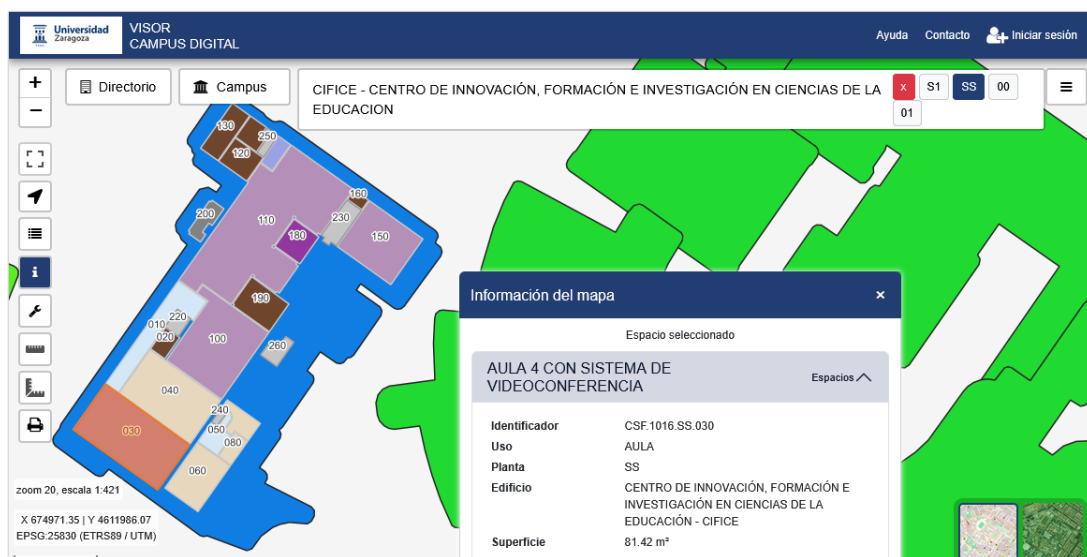 Universidad
Zaragoza
VISOR
CAMPUS DIGITAL
Ayuda
Contacto
Iniciar sesión
+
−
Directorio
Campus
CIFICE - CENTRO DE INNOVACIÓN, FORMACIÓN E INVESTIGACIÓN EN CIENCIAS DE LA
EDUCACION
x
S1
SS
00
01
130
250
120
160
200
110
230
180
150
190
220
010
020
100
260
040
240
030
050
080
060
Información del mapa
×
Espacio seleccionado
AULA 4 CON SISTEMA DE
VIDEOCONFERENCIA
Espacios
Identificador CSF.1016.SS.030
Uso AULA
Planta SS
Edificio CENTRO DE INNOVACIÓN, FORMACIÓN E
INVESTIGACIÓN EN CIENCIAS DE LA
EDUCACIÓN - CIFICE
Superficie 81.42 m²
zoom 20, escala 1:421
X 674971.35 | Y 4611986.07
EPSG:25830 (ETRS89 / UTM)